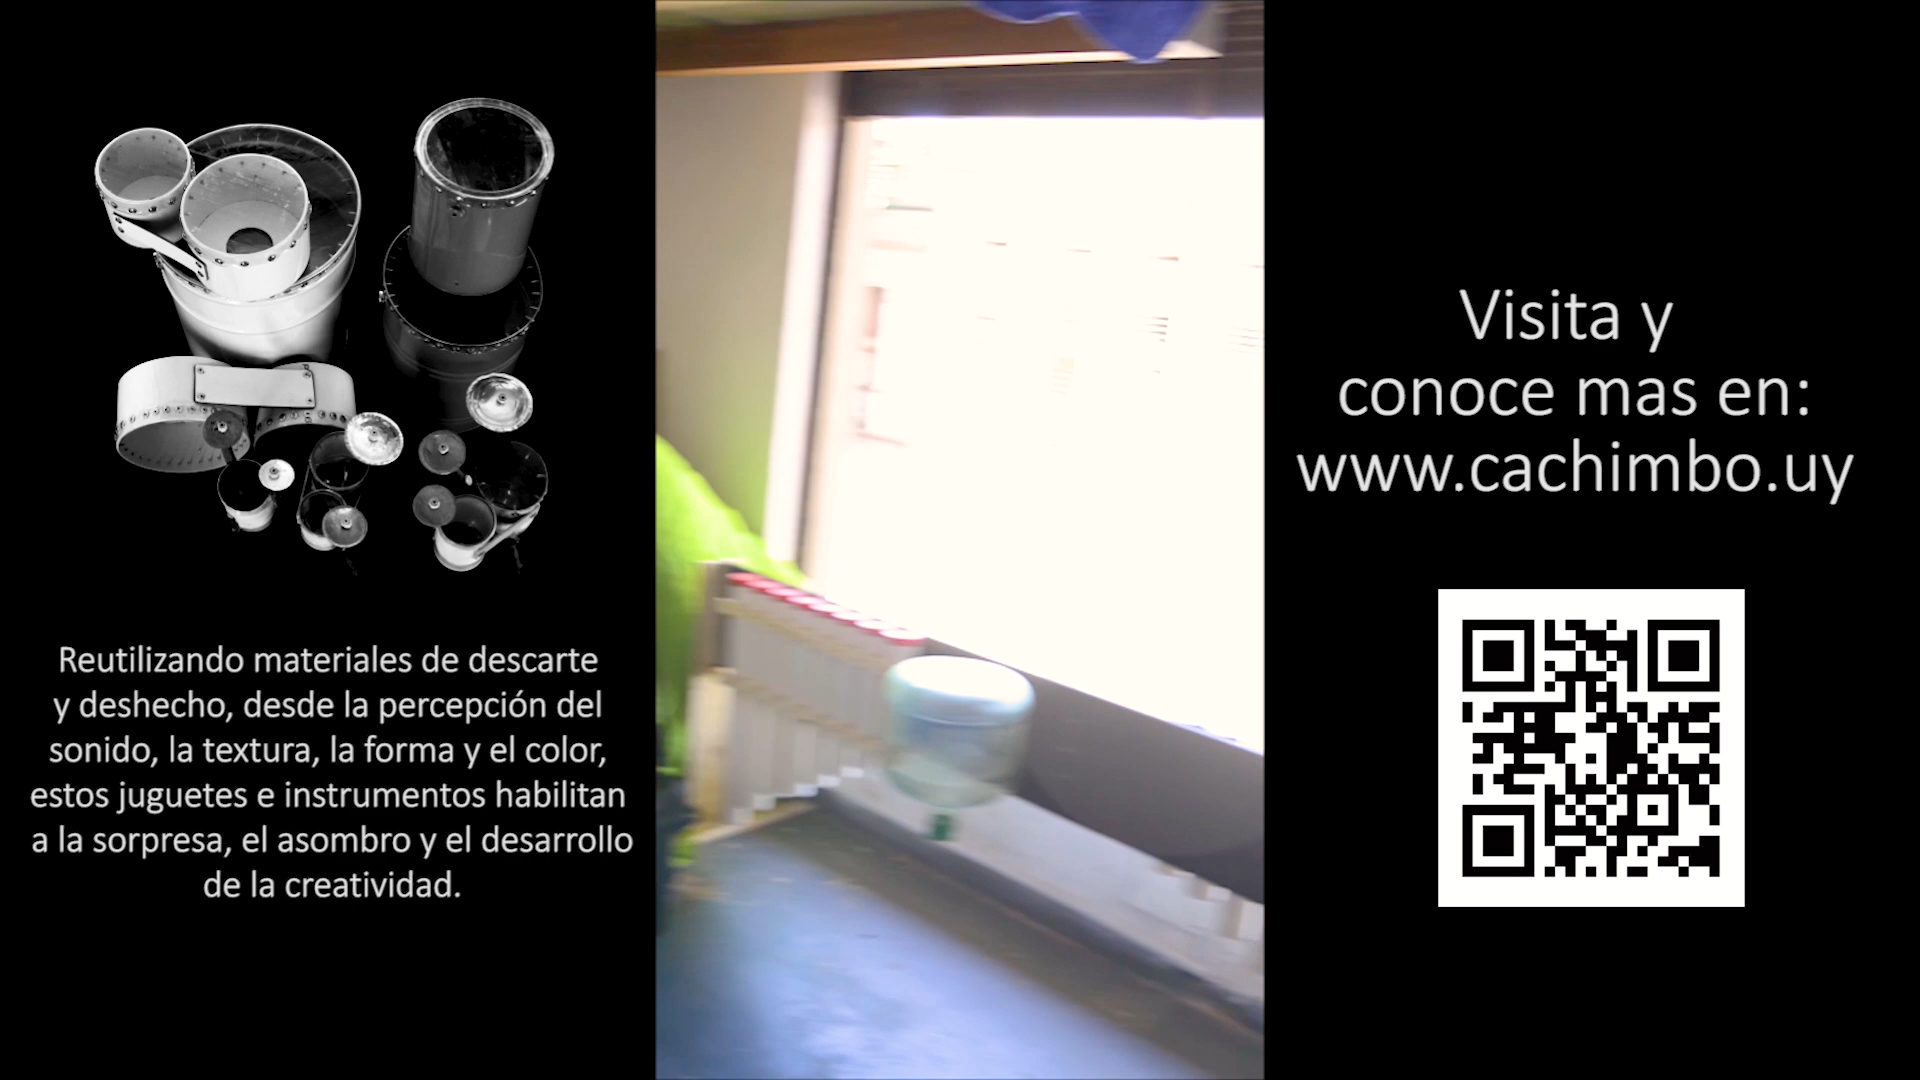 Reutilizando materiales de descarte
y deshecho, desde la percepción del
sonido, la textura, la forma y el color,
estos juguetes e instrumentos habilitan
a la sorpresa, el asombro y el desarrollo
de la creatividad.
Visita y
conoce mas en:
www.cachimbo.uy